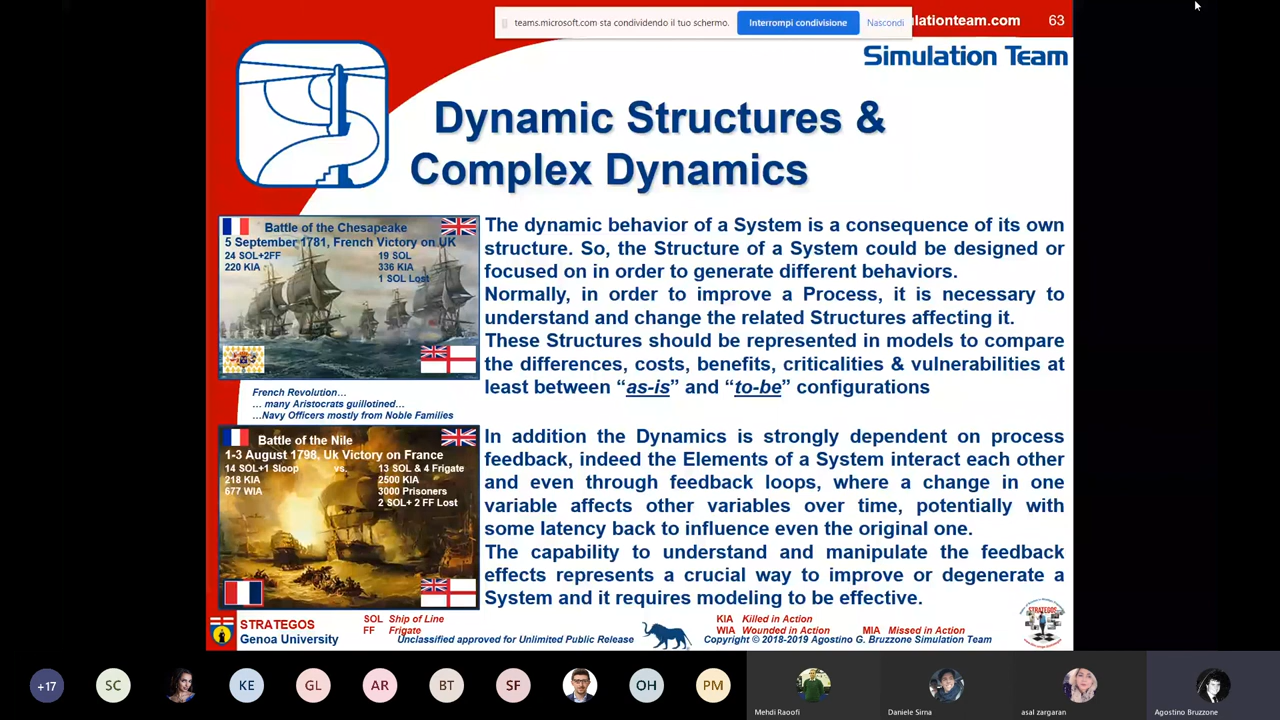 teams.microsoft.com sta condividendo il tuo schermo.
Interrompi condivisione
Nascondi
ulationteam.com
63
Simulation Team
Dynamic Structures &
Complex Dynamics
Battle of the Chesapeake
5 September 1781, French Victory on UK
24 SOL+2FF
19 SOL
220 KIA
336 KIA
1 SOL Lost
The dynamic behavior of a System is a consequence of its own
structure. So, the Structure of a System could be designed or
focused on in order to generate different behaviors.
Normally, in order to improve a Process, it is necessary to
understand and change the related Structures affecting it.
These Structures should be represented in models to compare
the differences, costs, benefits, criticalities & vulnerabilities at
least between “as-is” and “to-be” configurations
French Revolution…
… many Aristocrats guillotined…
…Navy Officers mostly from Noble Families
Battle of the Nile
1-3 August 1798, Uk Victory on France
14 SOL+1 Sloop vs. 13 SOL & 4 Frigate
218 KIA
2500 KIA
677 WIA
3000 Prisoners
2 SOL+ 2 FF Lost
In addition the Dynamics is strongly dependent on process
feedback, indeed the Elements of a System interact each other
and even through feedback loops, where a change in one
variable affects other variables over time, potentially with
some latency back to influence even the original one.
The capability to understand and manipulate the feedback
effects represents a crucial way to improve or degenerate a
System and it requires modeling to be effective.
STRATEGOS
Genoa University
SOL Ship of Line
FF Frigate
KIA Killed in Action
WIA Wounded in Action
MIA Missed in Action
Unclassified approved for Unlimited Public Release
Copyright © 2018-2019 Agostino G. Bruzzone Simulation Team
STRATEGOS
+17
SC
KE
GL
AR
BT
SF
OH
PM
Mehdi Raoofi
Daniele Sirna
asal zargaran
Agostino Bruzzone